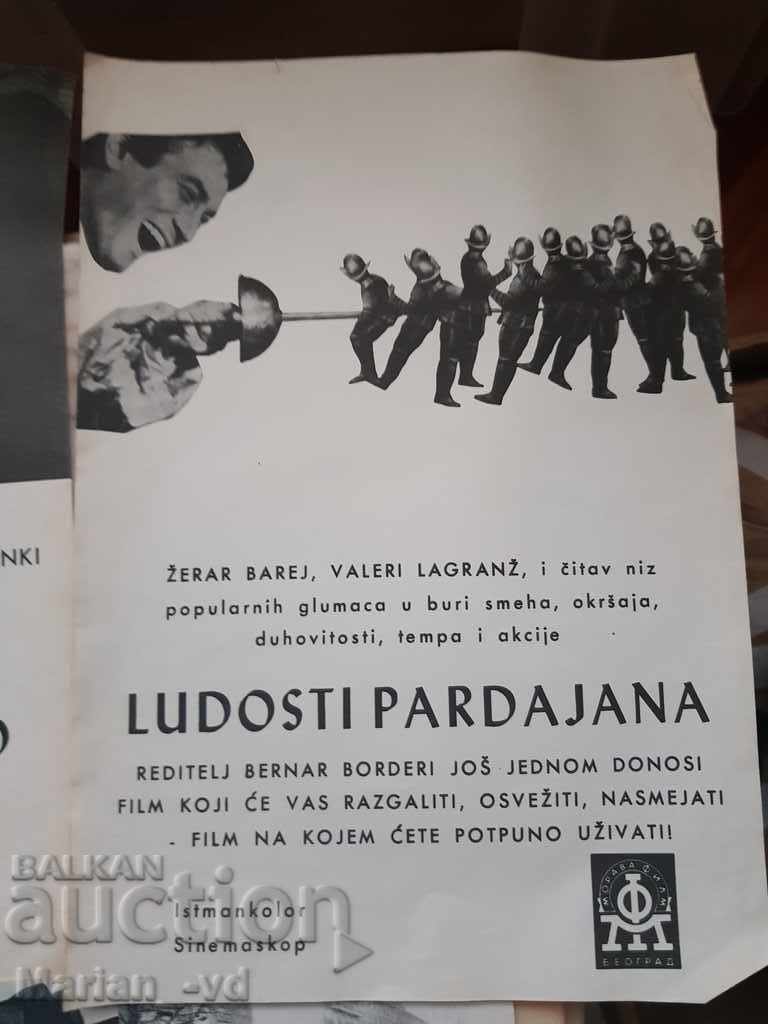 NKI
ŽERAR BAREJ, VALERI LAGRANŽ, i čitav niz
popularnih glumaca u buri smeha, okršaja,
duhovitosti, tempa i akcije
LUDOSTI PARDAJANA
REDITELJ BERNAR BORDERI JOŠ JEDNOM DONOSI
FILM KOJI ĆE VAS RAZGALITI, OSVEŽITI, NASMEJATI
- FILM NA KOJEM ĆETE POTPUNO UŽIVATI!
Istmankolor
Sinemaskop
МОРАВА ФИЛМ
БЕОГРАД
BALKAN
auction
Marian -yd